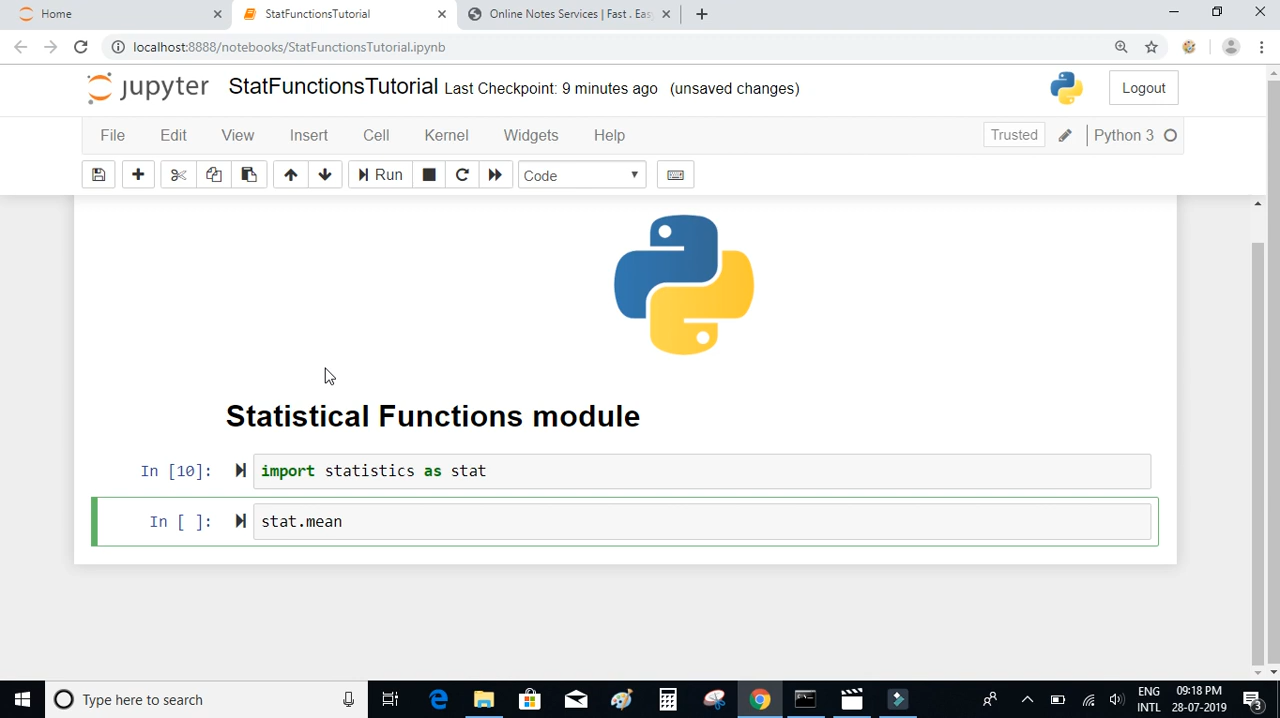 Home
StatFunctionsTutorial
Online Notes Services | Fast . Eas
localhost:8888/notebooks/StatFunctionsTutorial.ipynb
jupyter StatFunctionsTutorial Last Checkpoint: 9 minutes ago (unsaved changes)
Logout
File Edit View Insert Cell Kernel Widgets Help
Trusted
Python 3
Run
Code
Statistical Functions module
In [10]: import statistics as stat
In [ ]: stat.mean
Type here to search
ENG
INTL
09:18 PM
28-07-2019
3